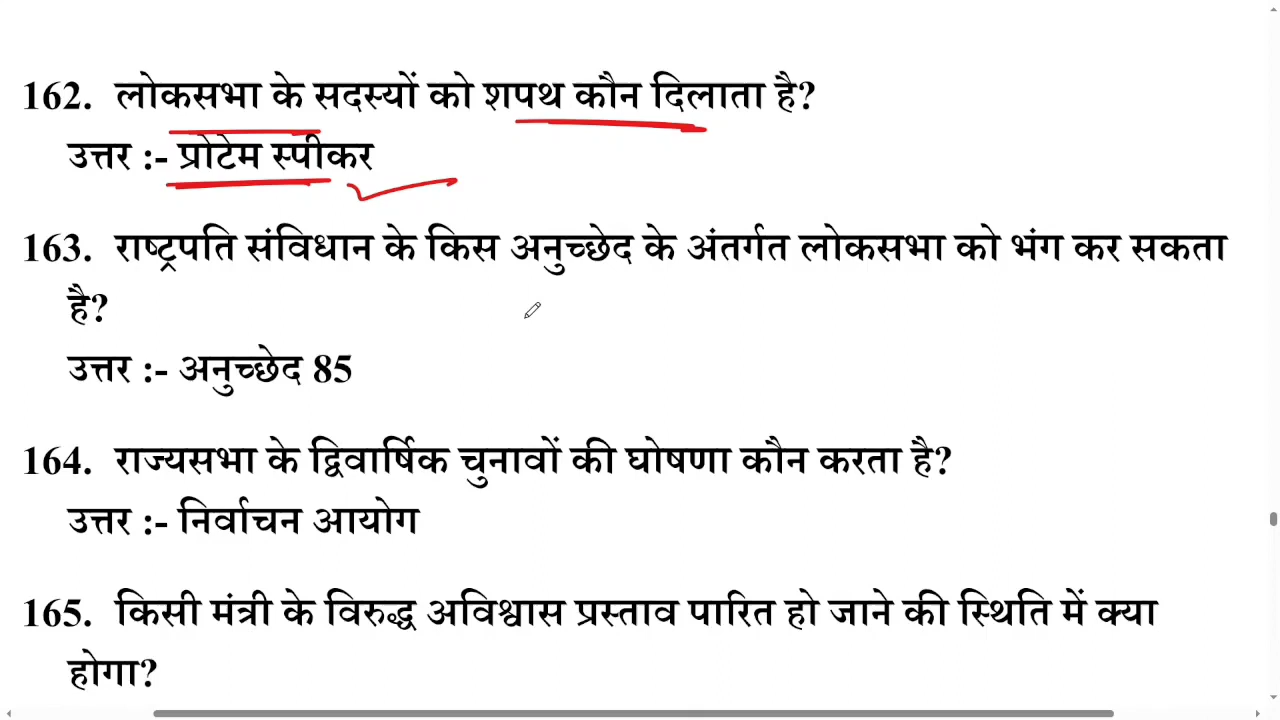 162. लोकसभा के सदस्यों को शपथ कौन दिलाता है?
उत्तर :- प्रोटेम स्पीकर
163. राष्ट्रपति संविधान के किस अनुच्छेद के अंतर्गत लोकसभा को भंग कर सकता
है?
उत्तर :- अनुच्छेद 85
164. राज्यसभा के द्विवार्षिक चुनावों की घोषणा कौन करता है?
उत्तर :- निर्वाचन आयोग
165. किसी मंत्री के विरुद्ध अविश्वास प्रस्ताव पारित हो जाने की स्थिति में क्या
होगा?